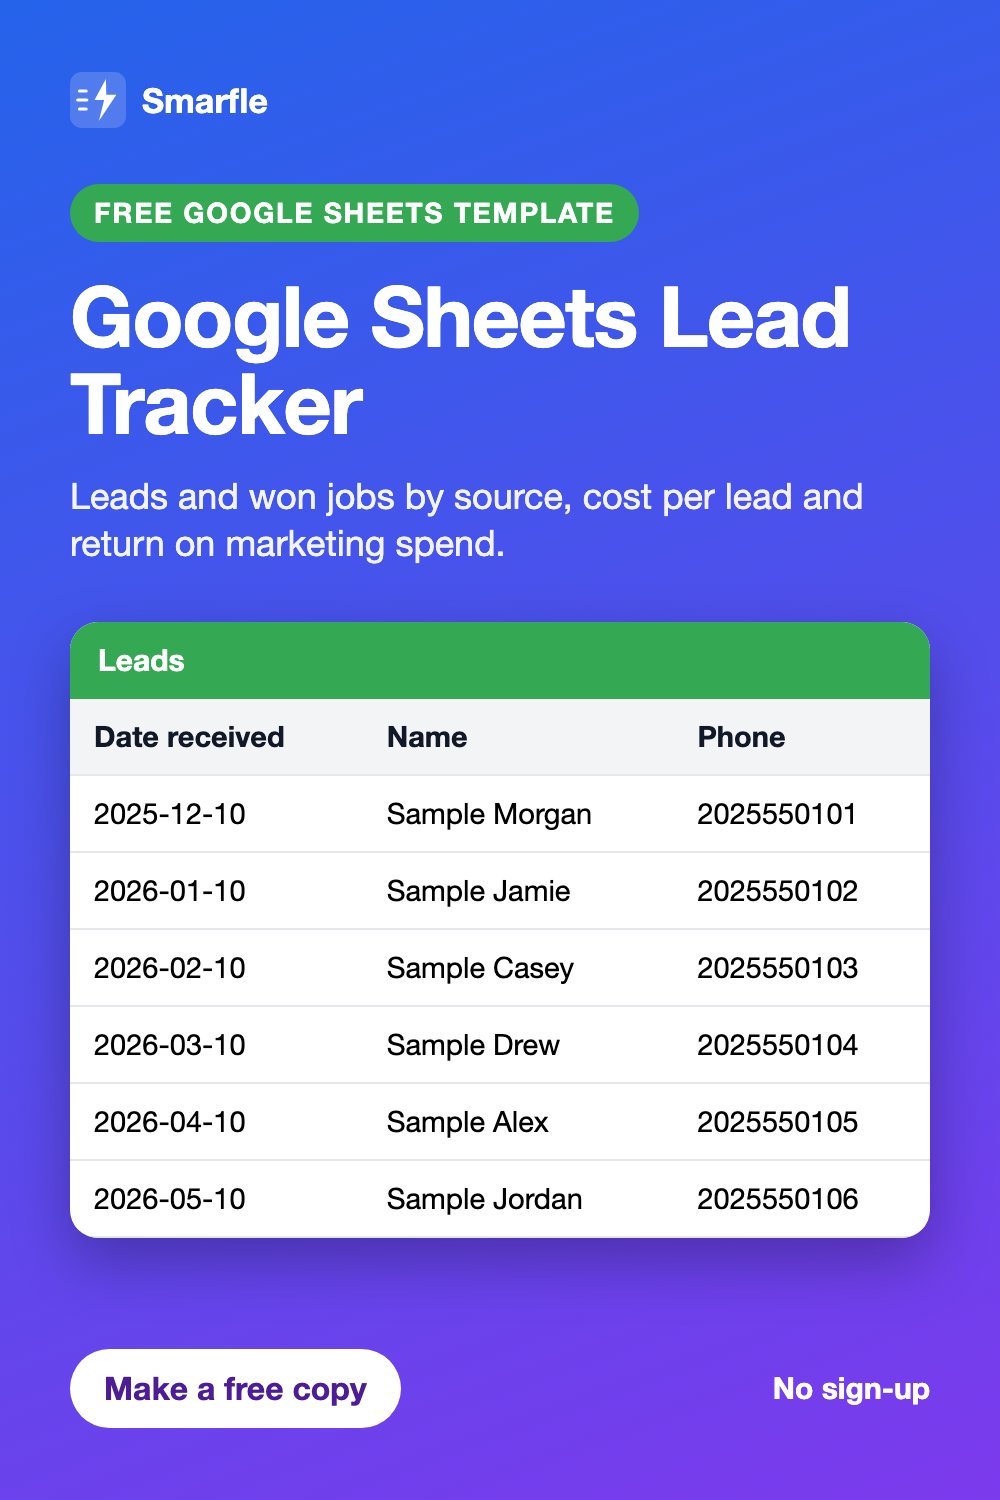 Smarfle
FREE GOOGLE SHEETS TEMPLATE
Google Sheets Lead
Tracker
Leads and won jobs by source, cost per lead and
return on marketing spend.
Leads
Date received Name Phone
2025-12-10 Sample Morgan 2025550101
2026-01-10 Sample Jamie 2025550102
2026-02-10 Sample Casey 2025550103
2026-03-10 Sample Drew 2025550104
2026-04-10 Sample Alex 2025550105
2026-05-10 Sample Jordan 2025550106
Make a free copy No sign-up